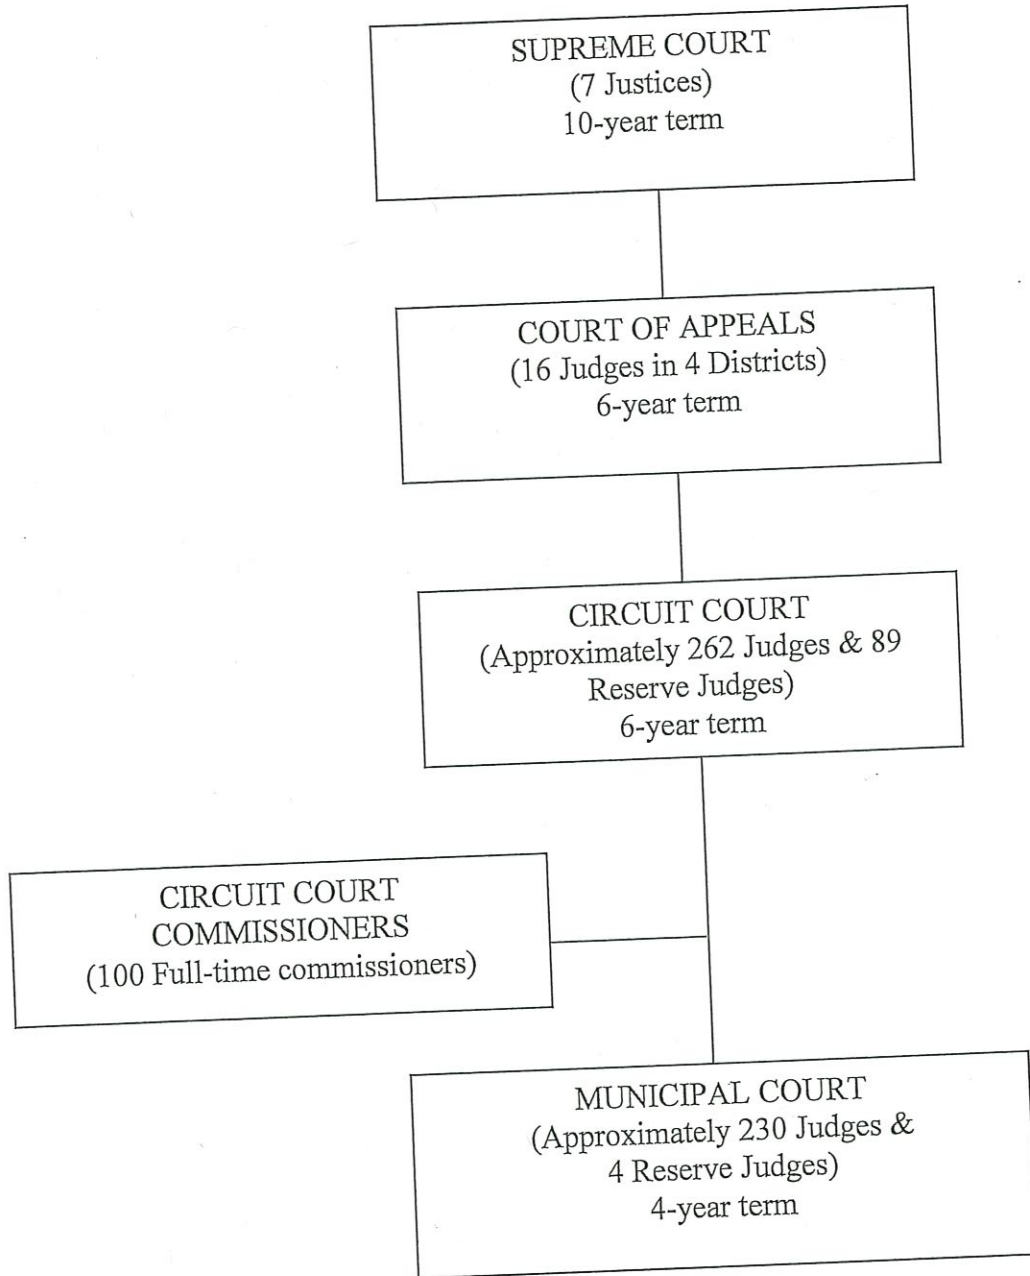 SUPREME COURT
(7 Justices)
10-year term
COURT OF APPEALS
(16 Judges in 4 Districts)
6-year term
CIRCUIT COURT
(Approximately 262 Judges & 89
Reserve Judges)
6-year term
CIRCUIT COURT
COMMISSIONERS
(100 Full-time commissioners)
MUNICIPAL COURT
(Approximately 230 Judges &
4 Reserve Judges)
4-year term